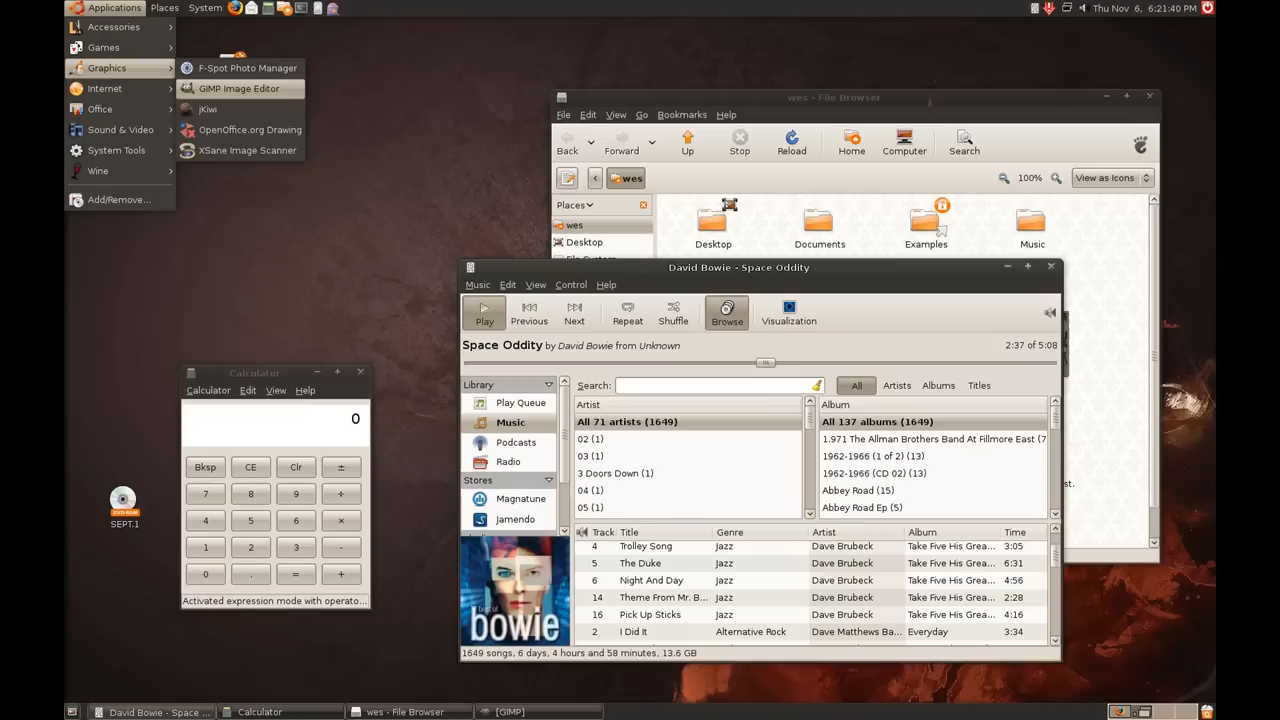 Applications Places System Thu Nov 6, 6:21:40 PM
Accessories
Games
Graphics
Internet
Office
Sound & Video
System Tools
Wine
Add/Remove...
F-Spot Photo Manager
GIMP Image Editor
jKiwi
OpenOffice.org Drawing
XSane Image Scanner
wes - File Browser
File Edit View Go Bookmarks Help
Back Forward Up Stop Reload Home Computer Search
wes 100% View as Icons
Places
wes
Desktop
Desktop Documents Examples Music
David Bowie - Space Oddity
Music Edit View Control Help
Play Previous Next Repeat Shuffle Browse Visualization
Space Oddity by David Bowie from Unknown 2:37 of 5:08
Library
Play Queue
Music
Podcasts
Radio
Stores
Magnatune
Jamendo
Search: All Artists Albums Titles
Artist
All 71 artists (1649)
02 (1)
03 (1)
3 Doors Down (1)
04 (1)
05 (1)
Album
All 137 albums (1649)
1.971 The Allman Brothers Band At Fillmore East (7
1962-1966 (1 of 2) (13)
1962-1966 (CD 02) (13)
Abbey Road (15)
Abbey Road Ep (5)
Track Title Genre Artist Album Time
4 Trolley Song Jazz Dave Brubeck Take Five His Grea... 3:05
5 The Duke Jazz Dave Brubeck Take Five His Grea... 6:31
6 Night And Day Jazz Dave Brubeck Take Five His Grea... 4:56
14 Theme From Mr. B... Jazz Dave Brubeck Take Five His Grea... 2:28
16 Pick Up Sticks Jazz Dave Brubeck Take Five His Grea... 4:16
2 I Did It Alternative Rock Dave Matthews Ba... Everyday 3:34
best of
bowie
1649 songs, 6 days, 4 hours and 58 minutes, 13.6 GB
Calculator
Calculator Edit View Help
0
Bksp CE Clr ±
7 8 9 ÷
4 5 6 ×
1 2 3 -
0 . = +
Activated expression mode with operato...
DVD-ROM
SEPT.1
David Bowie - Space ... Calculator wes - File Browser [GIMP]